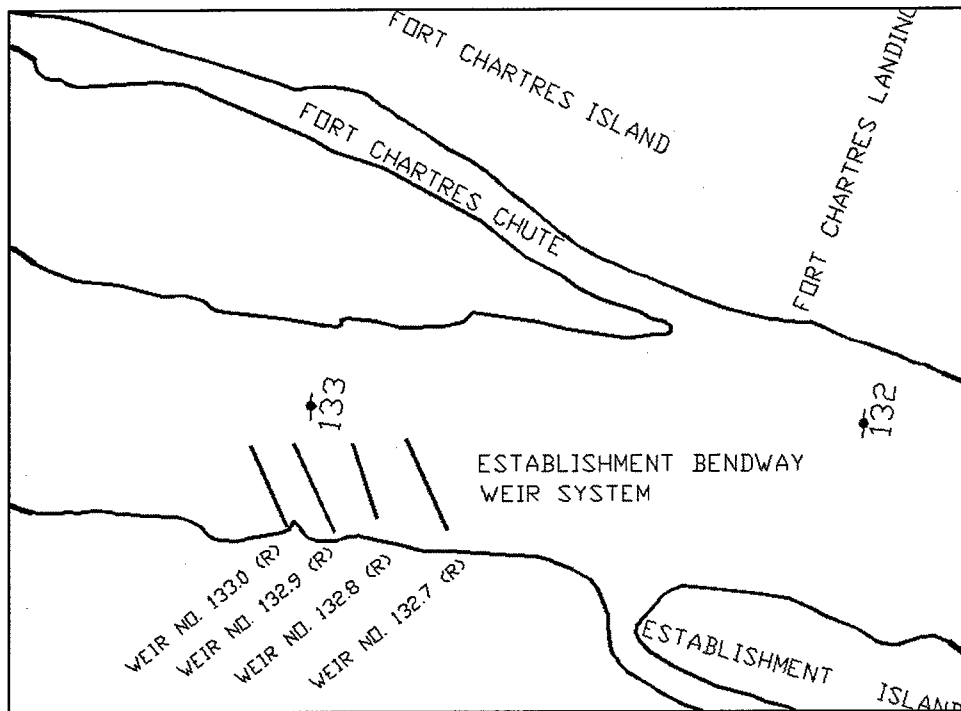 FORT CHARTRES ISLAND
FORT CHARTRES LANDING
FORT CHARTRES CHUTE
133
132
ESTABLISHMENT BENDWAY
WEIR SYSTEM
WEIR NO. 133.0 (R)
WEIR NO. 132.9 (R)
WEIR NO. 132.8 (R)
WEIR NO. 132.7 (R)
ESTABLISHMENT ISLAND